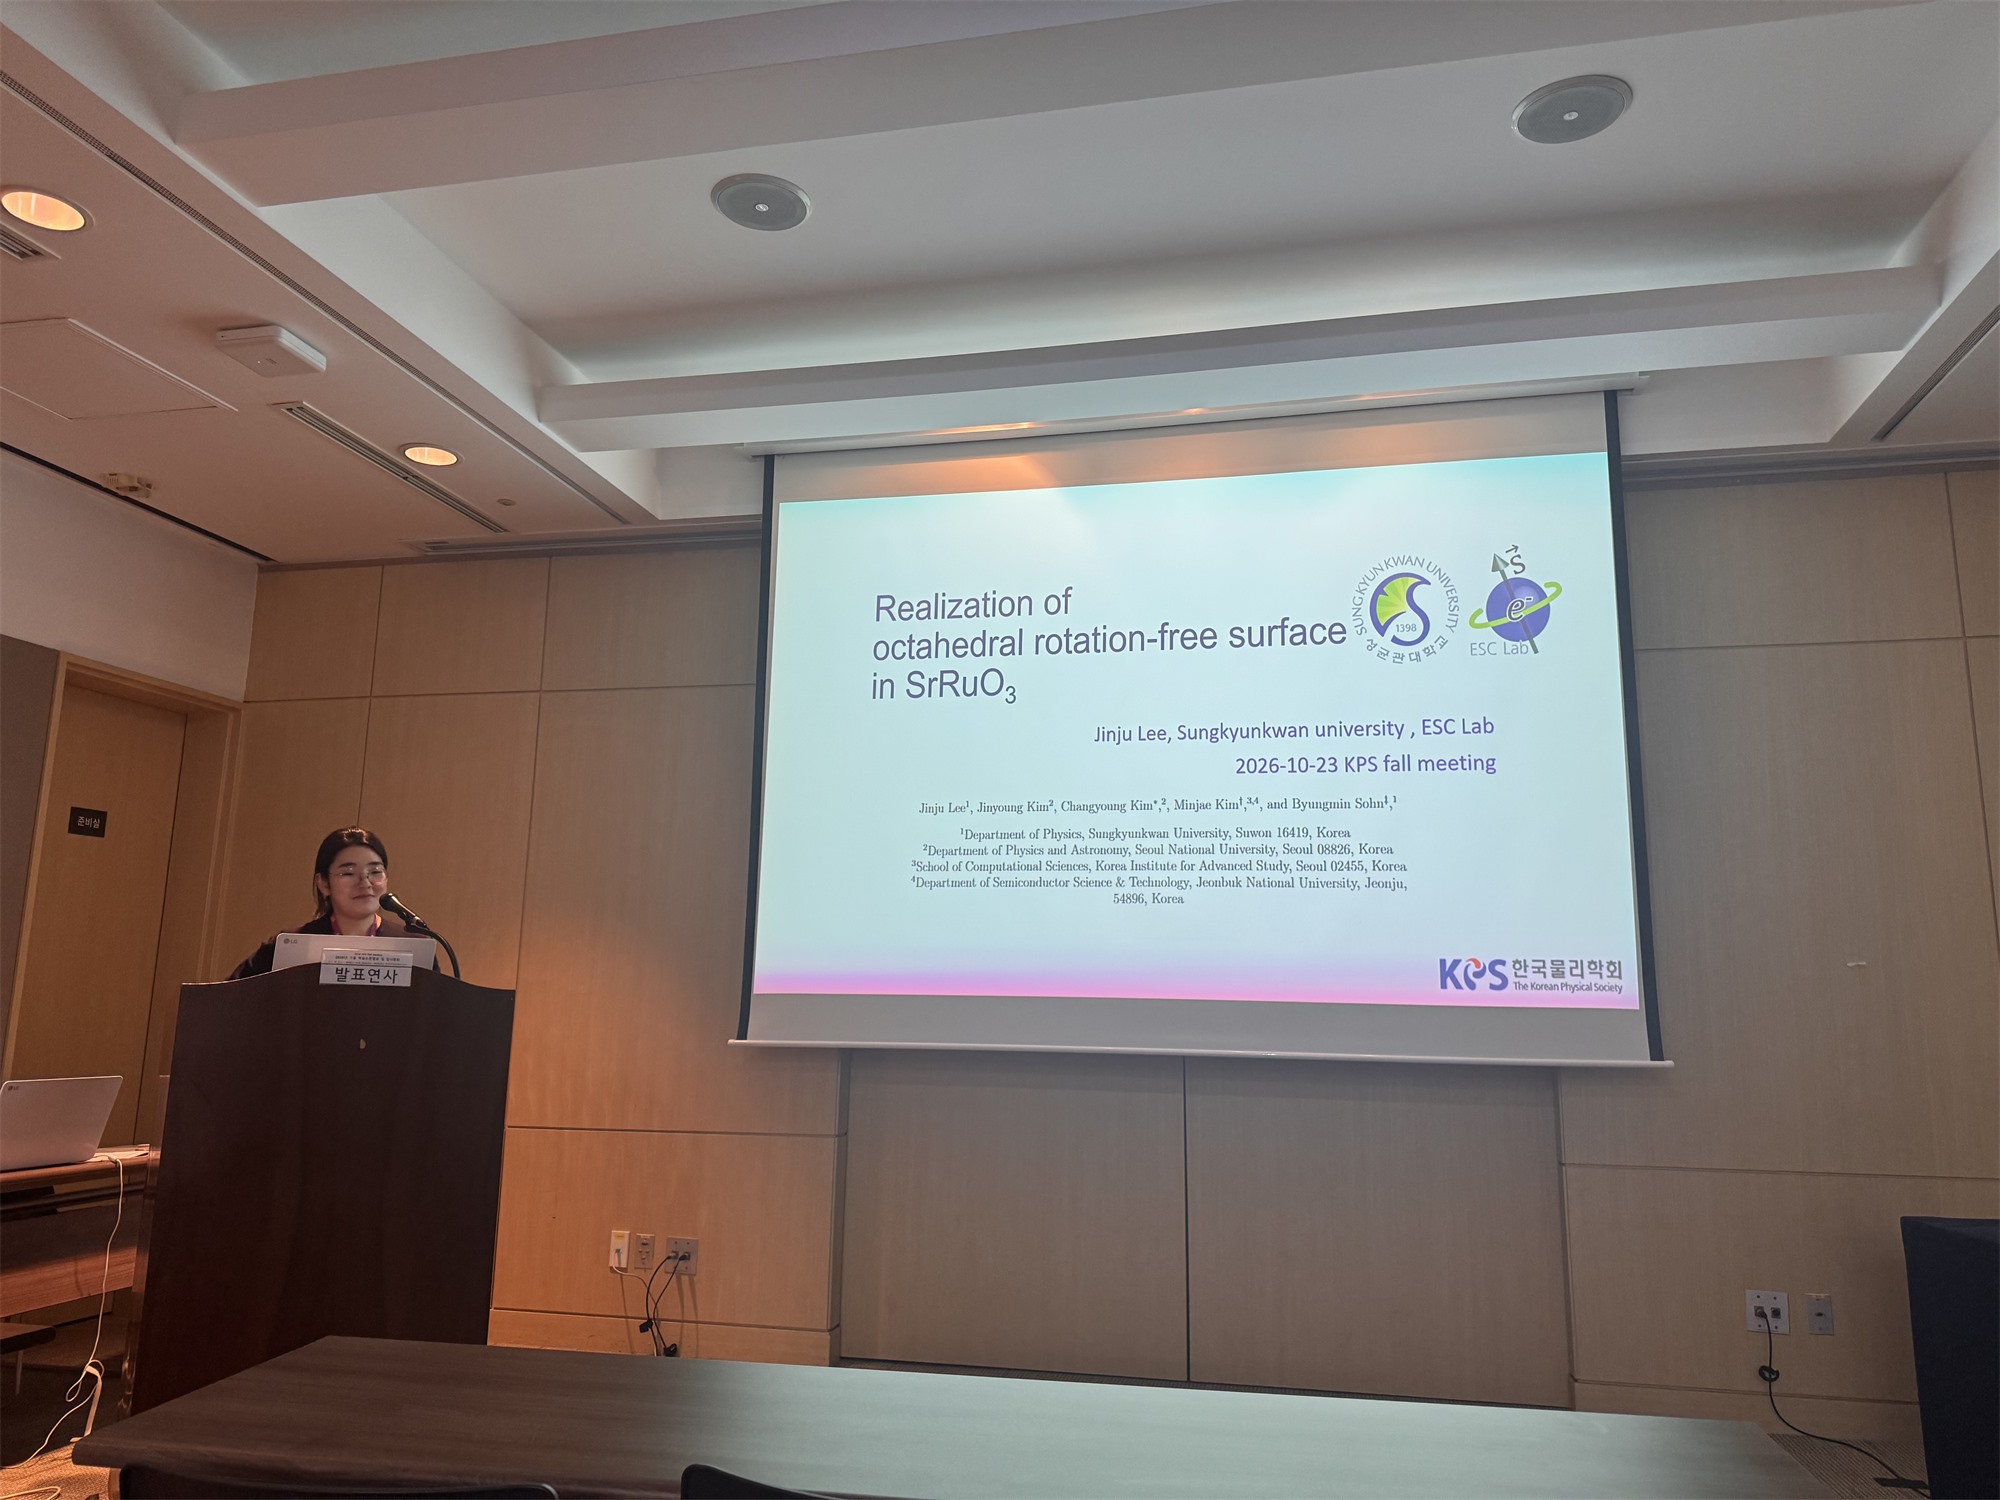 Realization of
octahedral rotation-free surface
in SrRuO₃
SUNGKYUNKWAN UNIVERSITY
1398
성균관대학교
S
e⁻
ESC Lab
Jinju Lee, Sungkyunkwan university , ESC Lab
2026-10-23 KPS fall meeting
Jinju Lee¹, Jinyoung Kim², Changyoung Kim*,², Minjae Kim†,³,⁴, and Byungmin Sohn‡,¹
¹Department of Physics, Sungkyunkwan University, Suwon 16419, Korea
²Department of Physics and Astronomy, Seoul National University, Seoul 08826, Korea
³School of Computational Sciences, Korea Institute for Advanced Study, Seoul 02455, Korea
⁴Department of Semiconductor Science & Technology, Jeonbuk National University, Jeonju,
54896, Korea
KPS 한국물리학회
The Korean Physical Society
준비실
LG
발표연사
LG